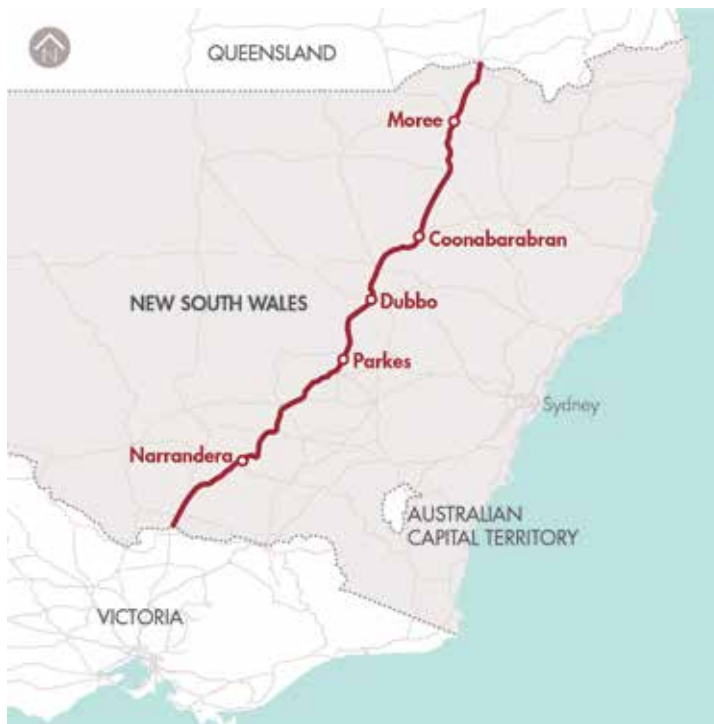 N
QUEENSLAND
Moree
Coonabarabran
NEW SOUTH WALES
Dubbo
Parkes
Sydney
Narrandera
AUSTRALIAN
CAPITAL TERRITORY
VICTORIA